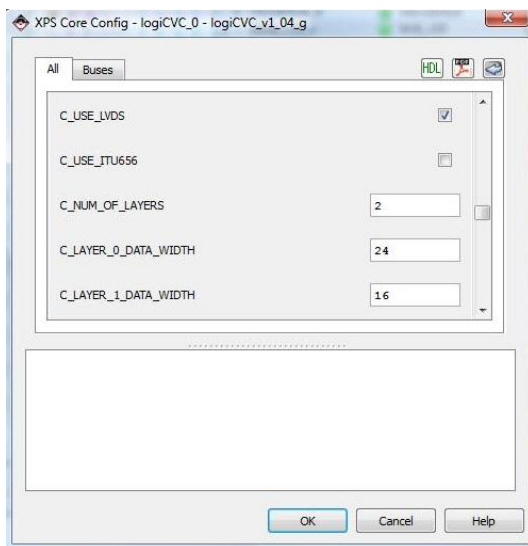 XPS Core Config - logiCVC_0 - logiCVC_v1_04_g
All Buses HDL PDF
C_USE_LVDS
C_USE_ITU656
C_NUM_OF_LAYERS 2
C_LAYER_0_DATA_WIDTH 24
C_LAYER_1_DATA_WIDTH 16
OK Cancel Help